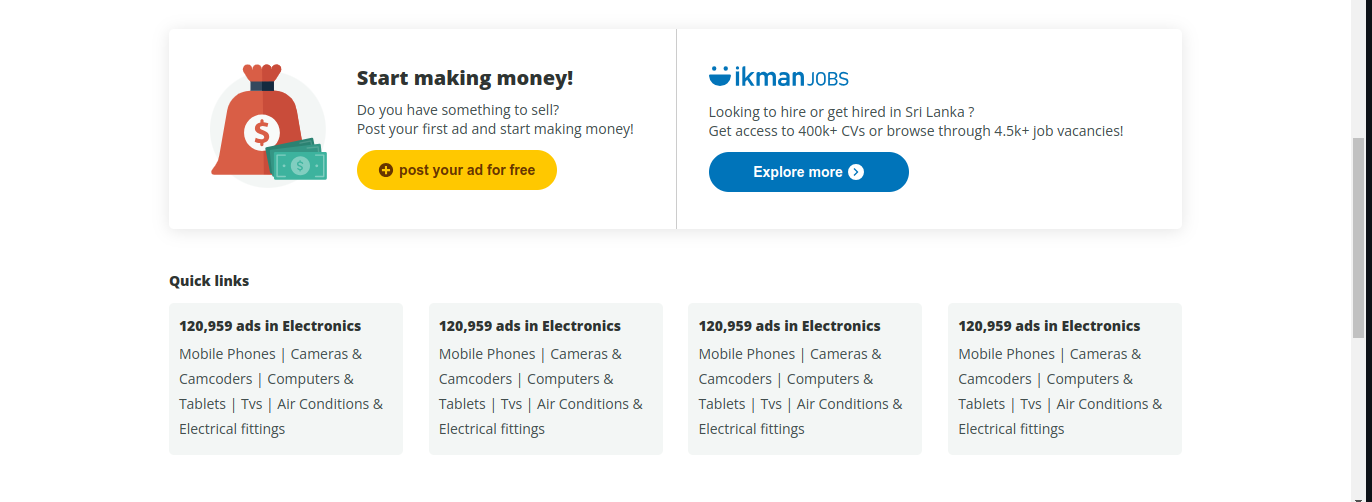 Start making money!
Do you have something to sell?
Post your first ad and start making money!
post your ad for free
ikman JOBS
Looking to hire or get hired in Sri Lanka ?
Get access to 400k+ CVs or browse through 4.5k+ job vacancies!
Explore more
Quick links
120,959 ads in Electronics
Mobile Phones | Cameras &
Camcoders | Computers &
Tablets | Tvs | Air Conditions &
Electrical fittings
120,959 ads in Electronics
Mobile Phones | Cameras &
Camcoders | Computers &
Tablets | Tvs | Air Conditions &
Electrical fittings
120,959 ads in Electronics
Mobile Phones | Cameras &
Camcoders | Computers &
Tablets | Tvs | Air Conditions &
Electrical fittings
120,959 ads in Electronics
Mobile Phones | Cameras &
Camcoders | Computers &
Tablets | Tvs | Air Conditions &
Electrical fittings